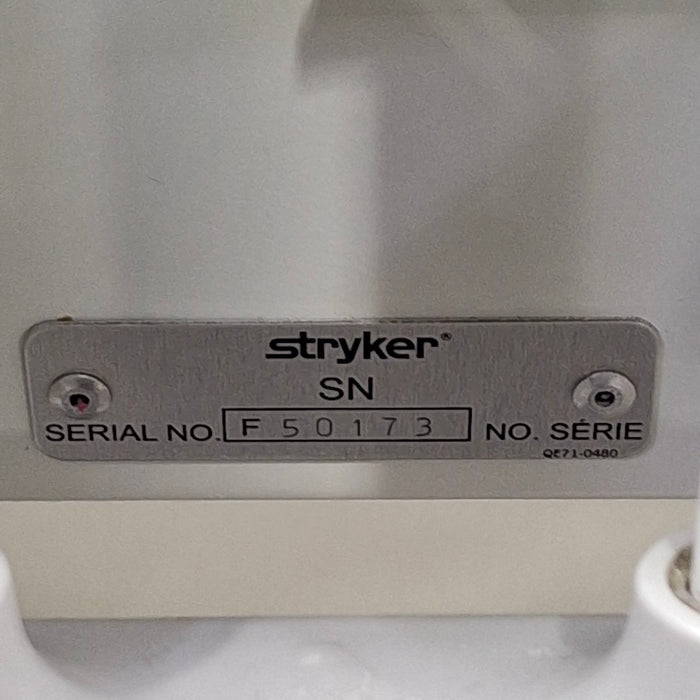 stryker®
SN
SERIAL NO. F 50173 NO. SÉRIE
QE71-0480